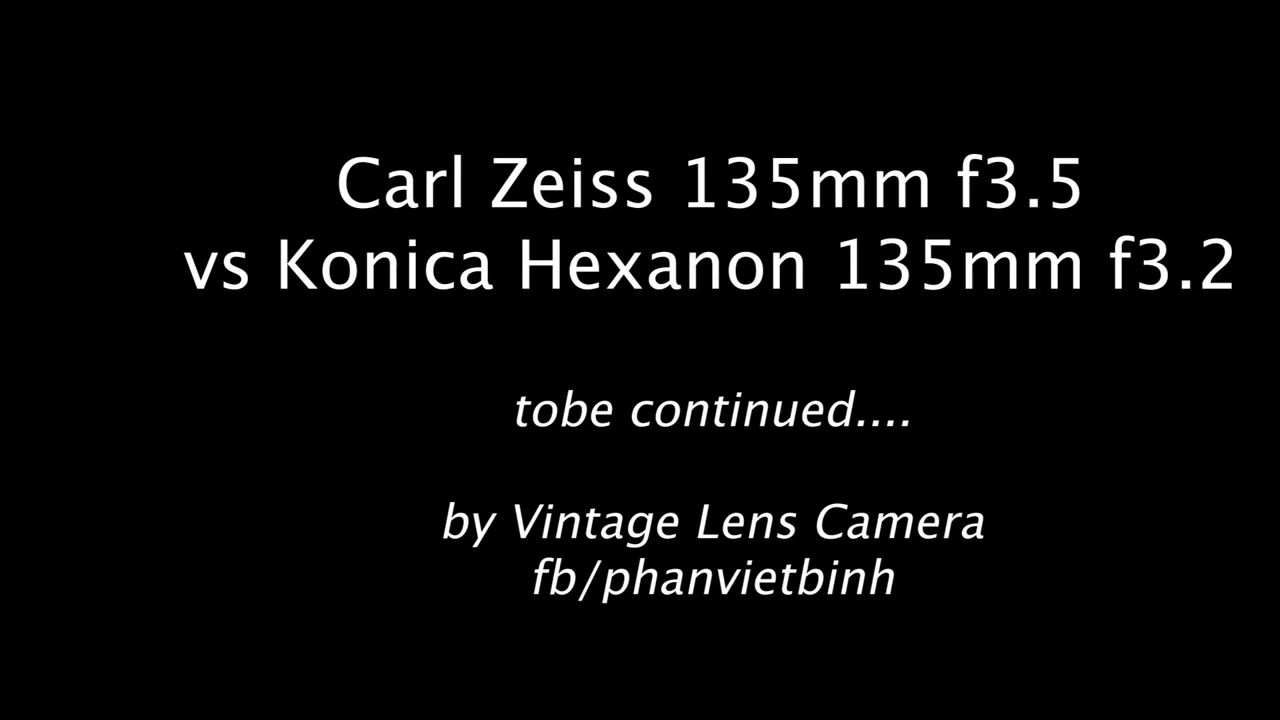 Carl Zeiss 135mm f3.5
vs Konica Hexanon 135mm f3.2
tobe continued....
by Vintage Lens Camera
fb/phanvietbinh